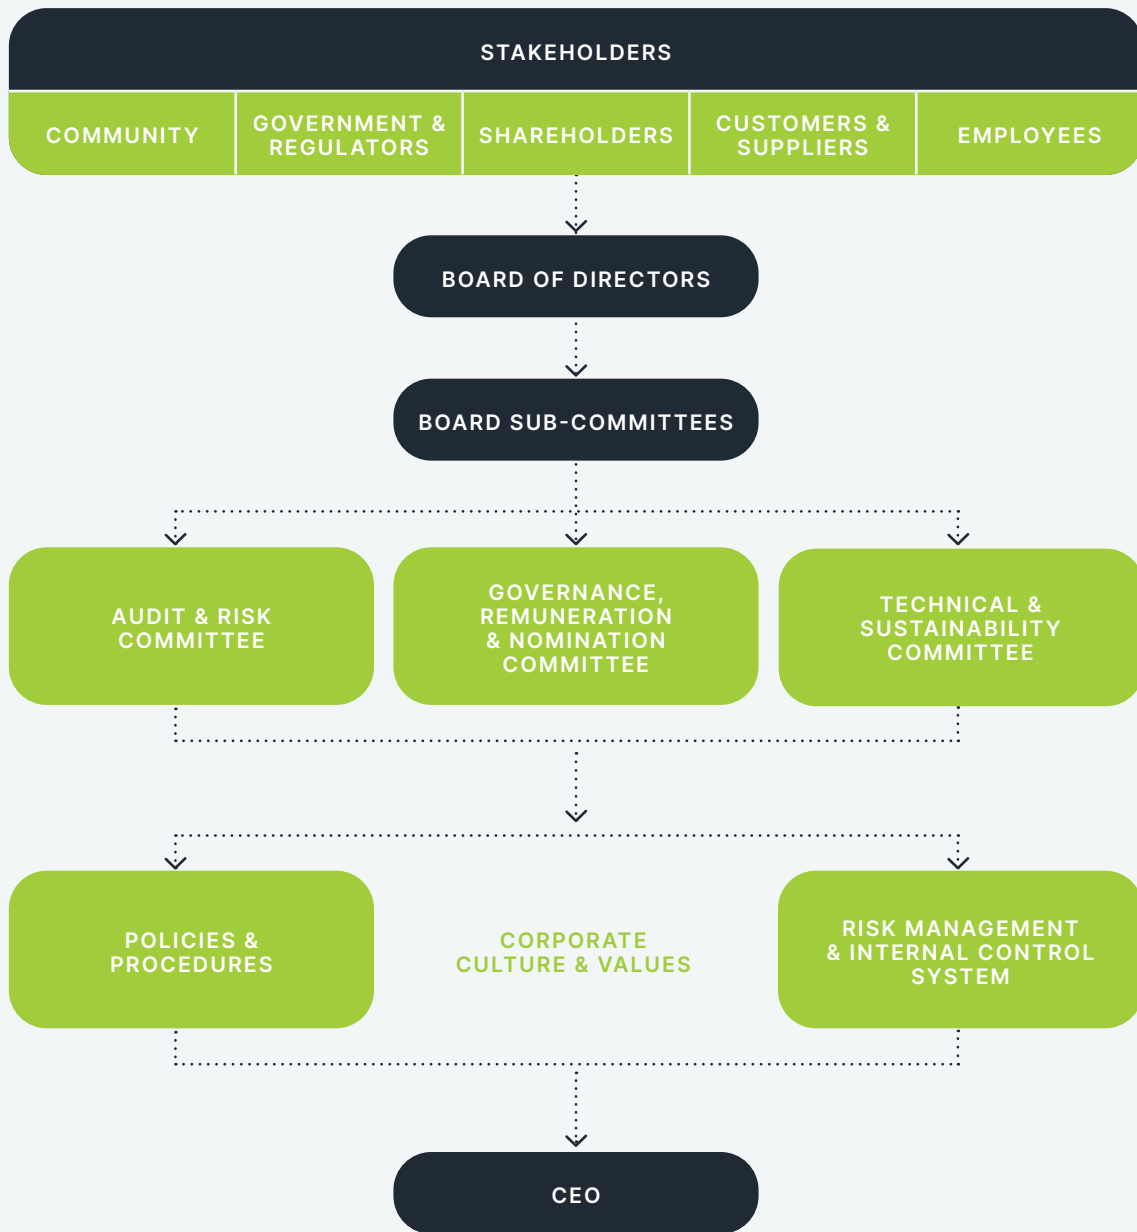 STAKEHOLDERS
COMMUNITY
GOVERNMENT &
REGULATORS
SHAREHOLDERS
CUSTOMERS &
SUPPLIERS
EMPLOYEES
BOARD OF DIRECTORS
BOARD SUB-COMMITTEES
AUDIT & RISK
COMMITTEE
GOVERNANCE,
REMUNERATION
& NOMINATION
COMMITTEE
TECHNICAL &
SUSTAINABILITY
COMMITTEE
POLICIES &
PROCEDURES
CORPORATE
CULTURE & VALUES
RISK MANAGEMENT
& INTERNAL CONTROL
SYSTEM
CEO